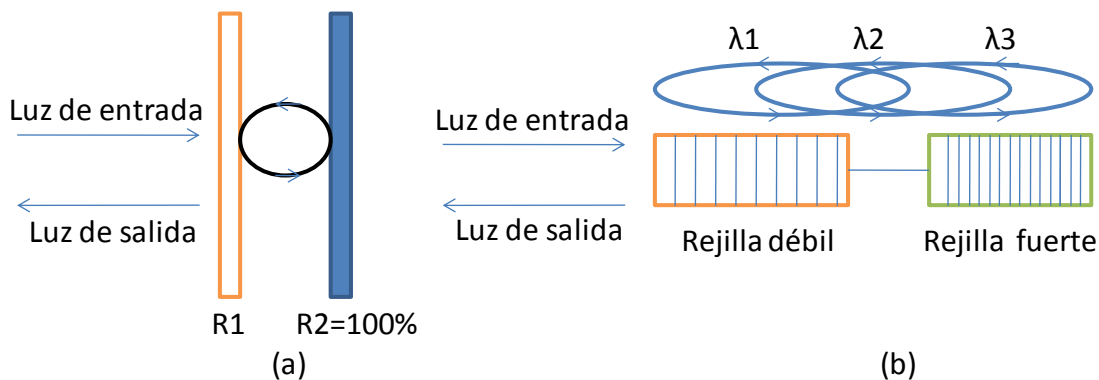 Luz de entrada
Luz de salida
R1
R2=100%
(a)
λ1
λ2
λ3
Luz de entrada
Luz de salida
Rejilla débil
Rejilla fuerte
(b)